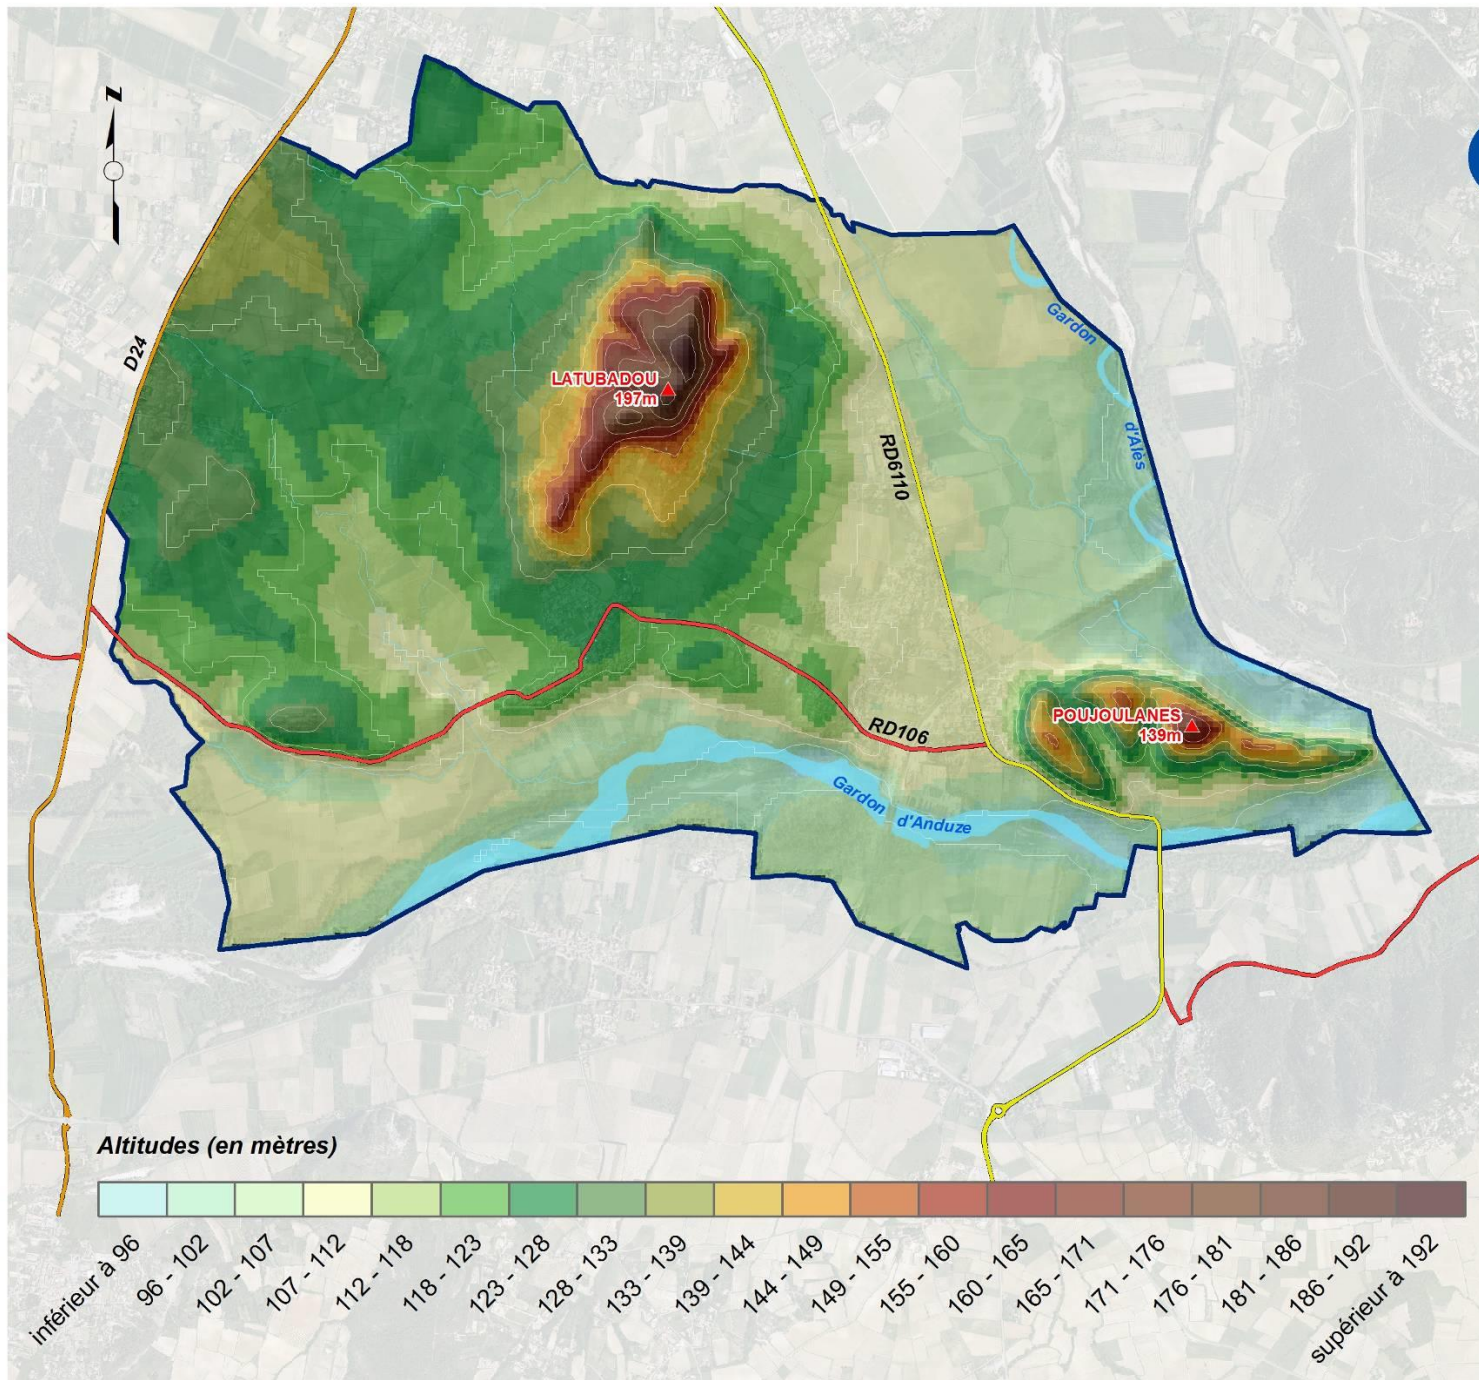 Z
D24
LATUBADOU
197m
RD6110
Gardon
d'Alès
POUJOULANES
139m
RD106
Gardon
d'Anduze
Altitudes (en mètres)
inférieur à 96
96 - 102
102 - 107
107 - 112
112 - 118
118 - 123
123 - 128
128 - 133
133 - 139
139 - 144
144 - 149
149 - 155
155 - 160
160 - 165
165 - 171
171 - 176
176 - 181
181 - 186
186 - 192
supérieur à 192